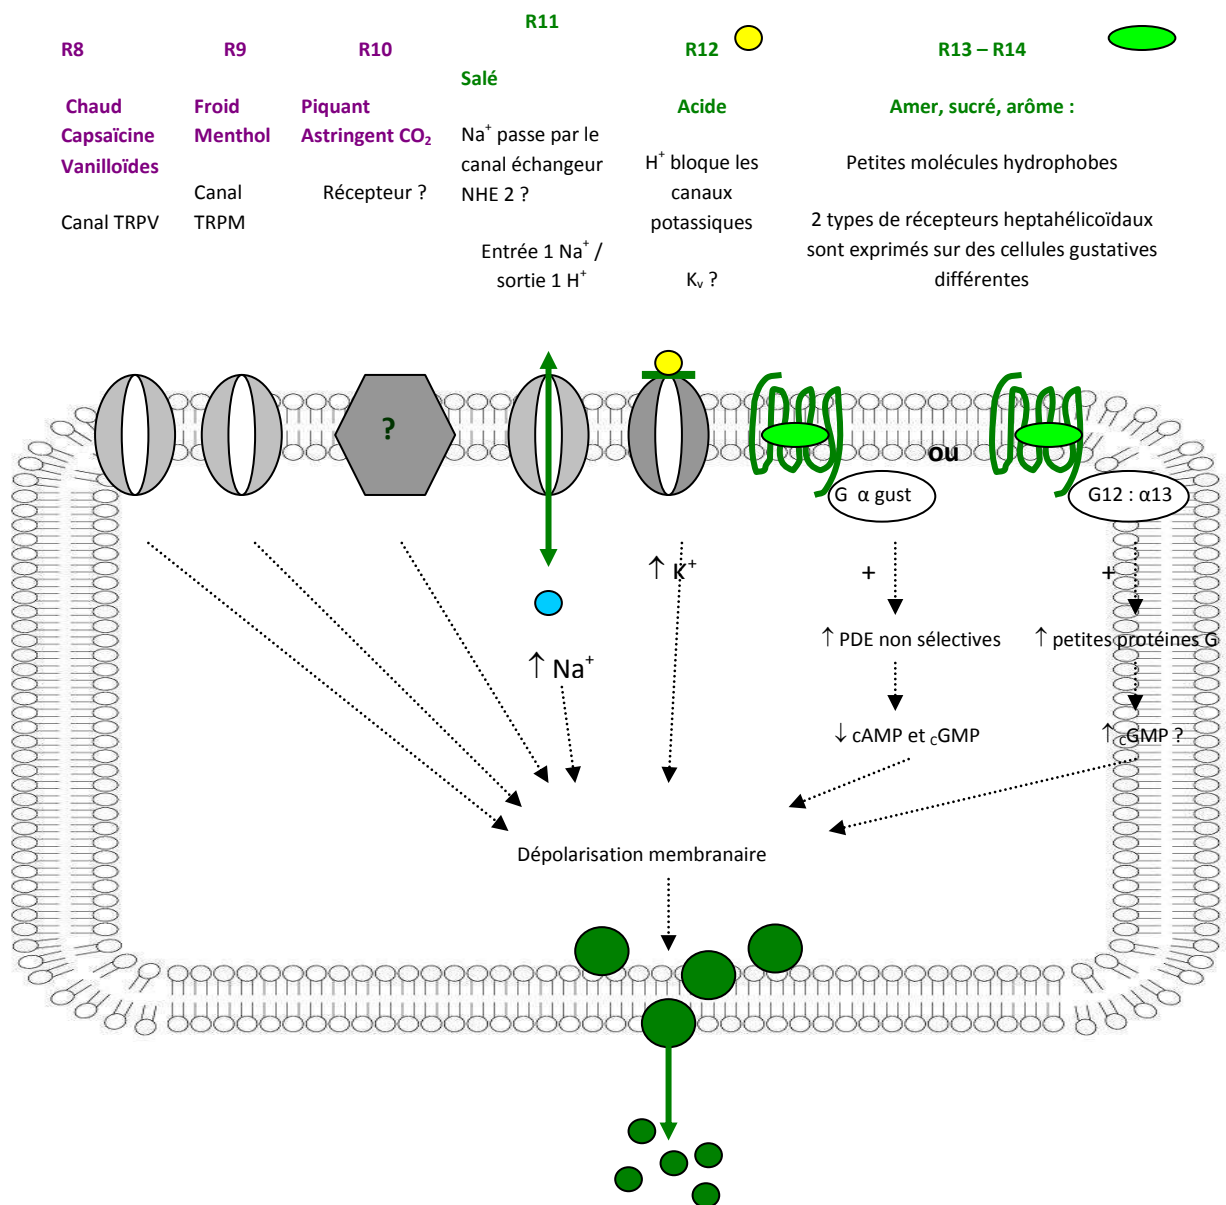 R8
Chaud
Capsaïcine
Vanilloïdes
Canal TRPV
R9
Froid
Menthol
Canal
TRPM
R10
Piquant
Astringent CO₂
Récepteur ?
R11
Salé
Na⁺ passe par le
canal échangeur
NHE 2 ?
Entrée 1 Na⁺ /
sortie 1 H⁺
R12
Acide
H⁺ bloque les
canaux
potassiques
Kᵥ ?
R13 – R14
Amer, sucré, arôme :
Petites molécules hydrophobes
2 types de récepteurs heptahélicoïdaux
sont exprimés sur des cellules gustatives
différentes
?
ou
G α gust
G12 : α13
↑ K⁺
+
+
↑ Na⁺
↑ PDE non sélectives
↑ petites protéines G
↓ cAMP et cGMP
↑ cGMP ?
Dépolarisation membranaire